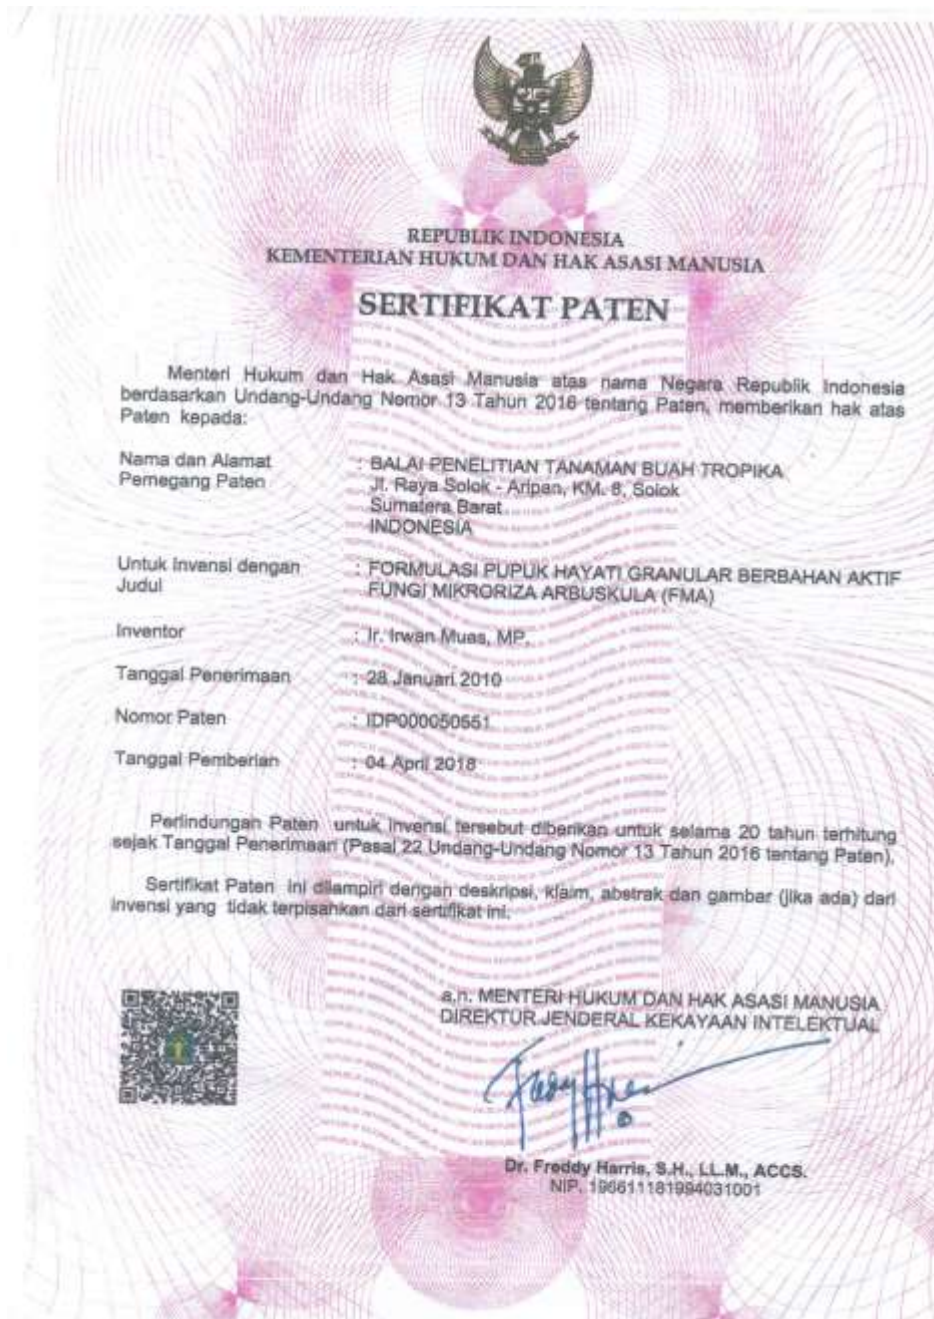 REPUBLIK INDONESIA
KEMENTERIAN HUKUM DAN HAK ASASI MANUSIA
SERTIFIKAT PATEN
Menteri Hukum dan Hak Asasi Manusia atas nama Negara Republik Indonesia
berdasarkan Undang-Undang Nomor 13 Tahun 2016 tentang Paten, memberikan hak atas
Paten kepada:
Nama dan Alamat : BALAI PENELITIAN TANAMAN BUAH TROPIKA
Pemegang Paten Jl. Raya Solok - Aripan, KM. 8, Solok
Sumatera Barat
INDONESIA
Untuk Invensi dengan : FORMULASI PUPUK HAYATI GRANULAR BERBAHAN AKTIF
Judul FUNGI MIKRORIZA ARBUSKULA (FMA)
Inventor : Ir. Irwan Muas, MP.
Tanggal Penerimaan : 28 Januari 2010
Nomor Paten : IDP000050551
Tanggal Pemberian : 04 April 2018
Perlindungan Paten untuk invensi tersebut diberikan untuk selama 20 tahun terhitung
sejak Tanggal Penerimaan (Pasal 22 Undang-Undang Nomor 13 Tahun 2016 tentang Paten).
Sertifikat Paten ini dilampiri dengan deskripsi, klaim, abstrak dan gambar (jika ada) dari
invensi yang tidak terpisahkan dari sertifikat ini.
a.n. MENTERI HUKUM DAN HAK ASASI MANUSIA
DIREKTUR JENDERAL KEKAYAAN INTELEKTUAL
Dr. Freddy Harris, S.H., LL.M., ACCS.
NIP. 196611181994031001